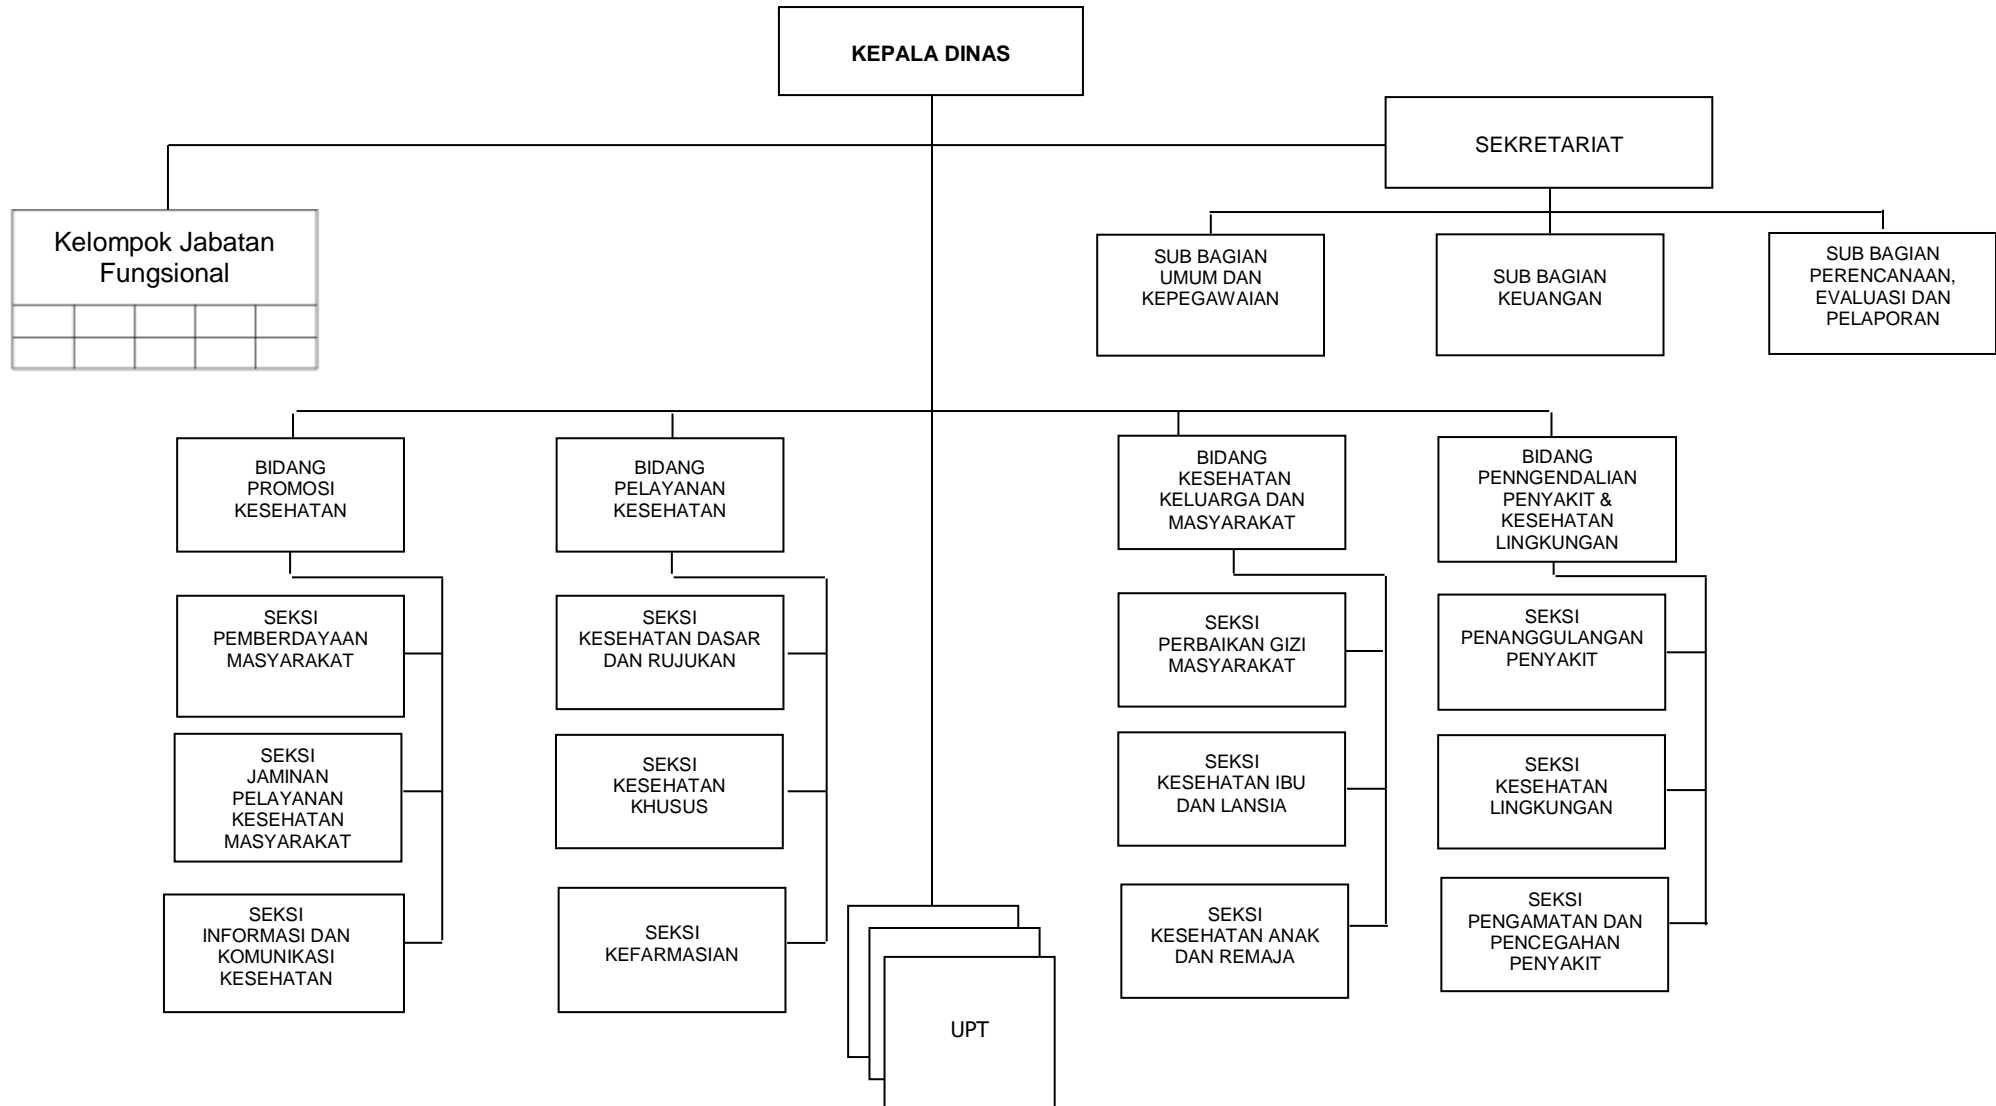 KEPALA DINAS
SEKRETARIAT
Kelompok Jabatan
Fungsional
SUB BAGIAN
UMUM DAN
KEPEGAWAIAN
SUB BAGIAN
KEUANGAN
SUB BAGIAN
PERENCANAAN,
EVALUASI DAN
PELAPORAN
BIDANG
PROMOSI
KESEHATAN
BIDANG
PELAYANAN
KESEHATAN
BIDANG
KESEHATAN
KELUARGA DAN
MASYARAKAT
BIDANG
PENNGENDALIAN
PENYAKIT &
KESEHATAN
LINGKUNGAN
SEKSI
PEMBERDAYAAN
MASYARAKAT
SEKSI
KESEHATAN DASAR
DAN RUJUKAN
SEKSI
PERBAIKAN GIZI
MASYARAKAT
SEKSI
PENANGGULANGAN
PENYAKIT
SEKSI
JAMINAN
PELAYANAN
KESEHATAN
MASYARAKAT
SEKSI
KESEHATAN
KHUSUS
SEKSI
KESEHATAN IBU
DAN LANSIA
SEKSI
KESEHATAN
LINGKUNGAN
SEKSI
INFORMASI DAN
KOMUNIKASI
KESEHATAN
SEKSI
KEFARMASIAN
SEKSI
KESEHATAN ANAK
DAN REMAJA
SEKSI
PENGAMATAN DAN
PENCEGAHAN
PENYAKIT
UPT